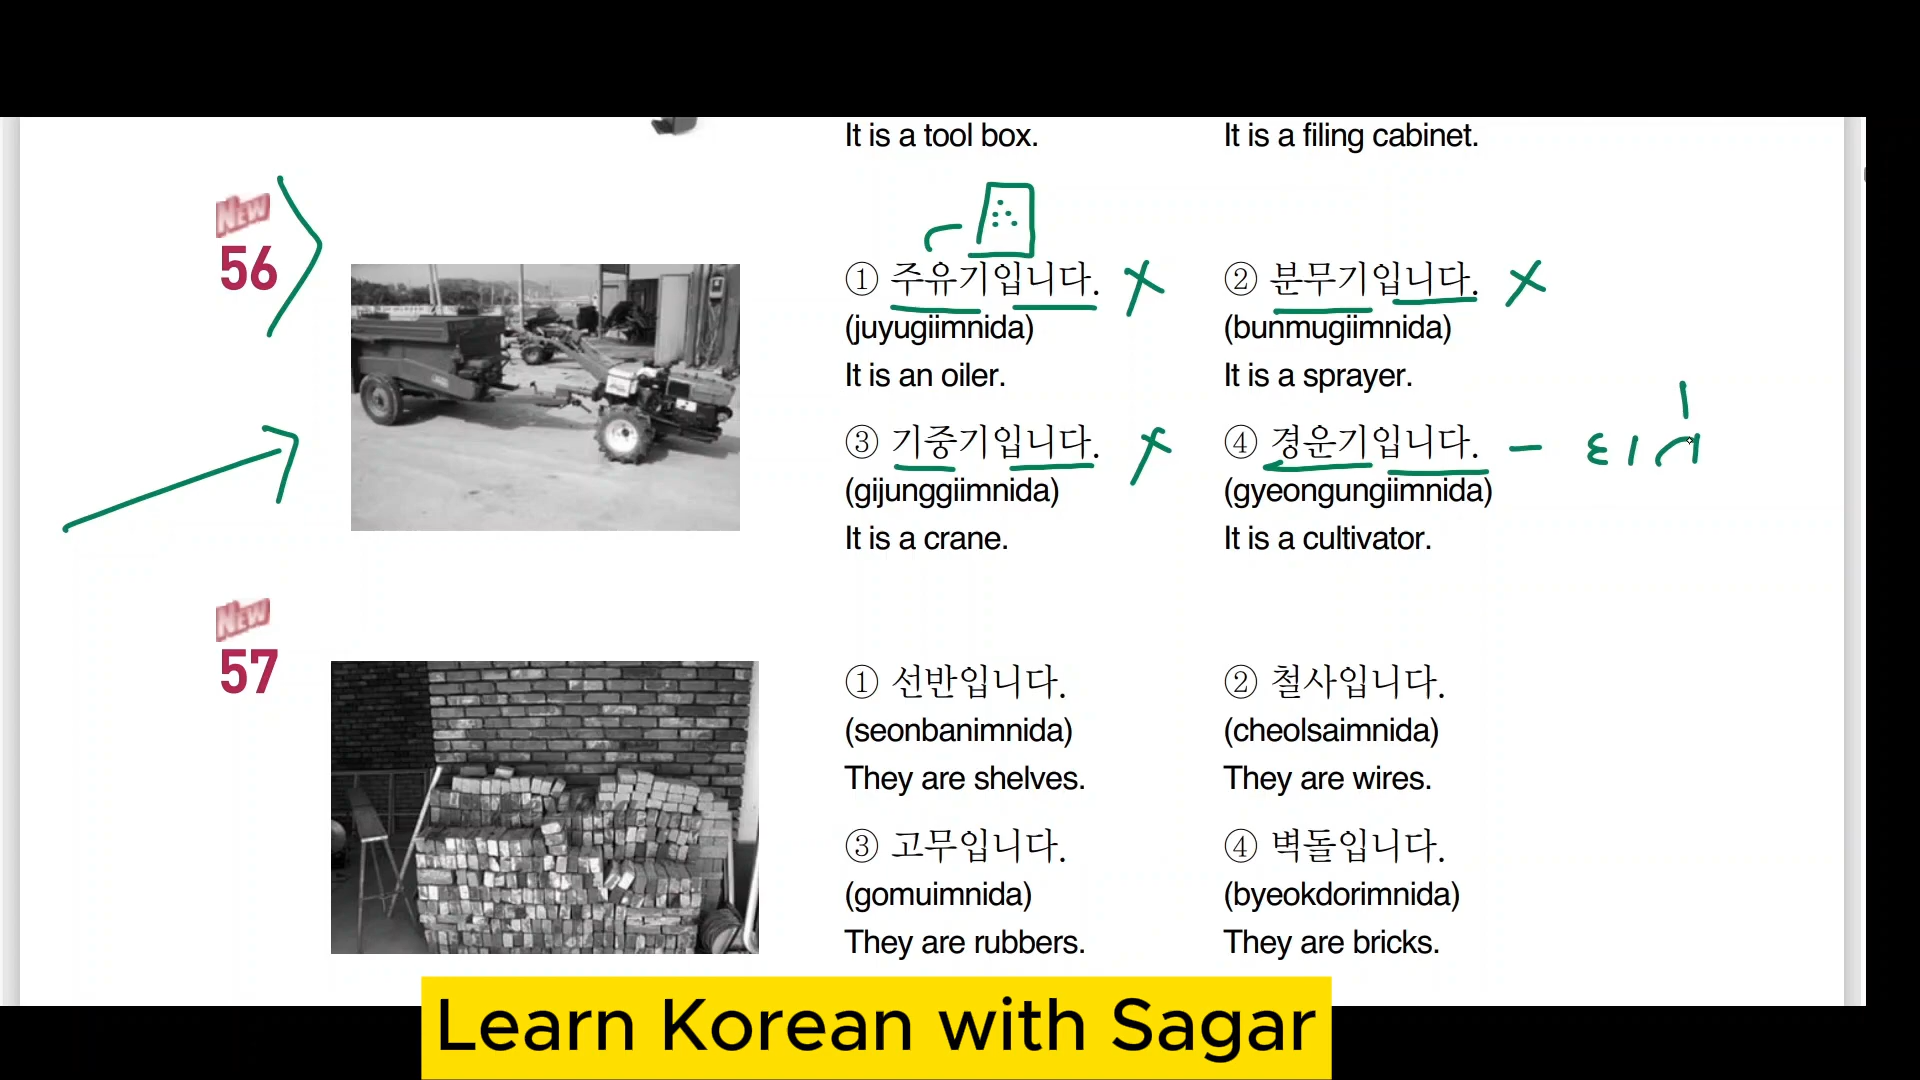 It is a tool box.
It is a filing cabinet.
NEW
56
① 주유기입니다.
(juyugiimnida)
It is an oiler.
② 분무기입니다.
(bunmugiimnida)
It is a sprayer.
③ 기중기입니다.
(gijunggiimnida)
It is a crane.
④ 경운기입니다.
(gyeongungiimnida)
It is a cultivator.
NEW
57
① 선반입니다.
(seonbanimnida)
They are shelves.
② 철사입니다.
(cheolsaimnida)
They are wires.
③ 고무입니다.
(gomuimnida)
They are rubbers.
④ 벽돌입니다.
(byeokdorimnida)
They are bricks.
Learn Korean with Sagar